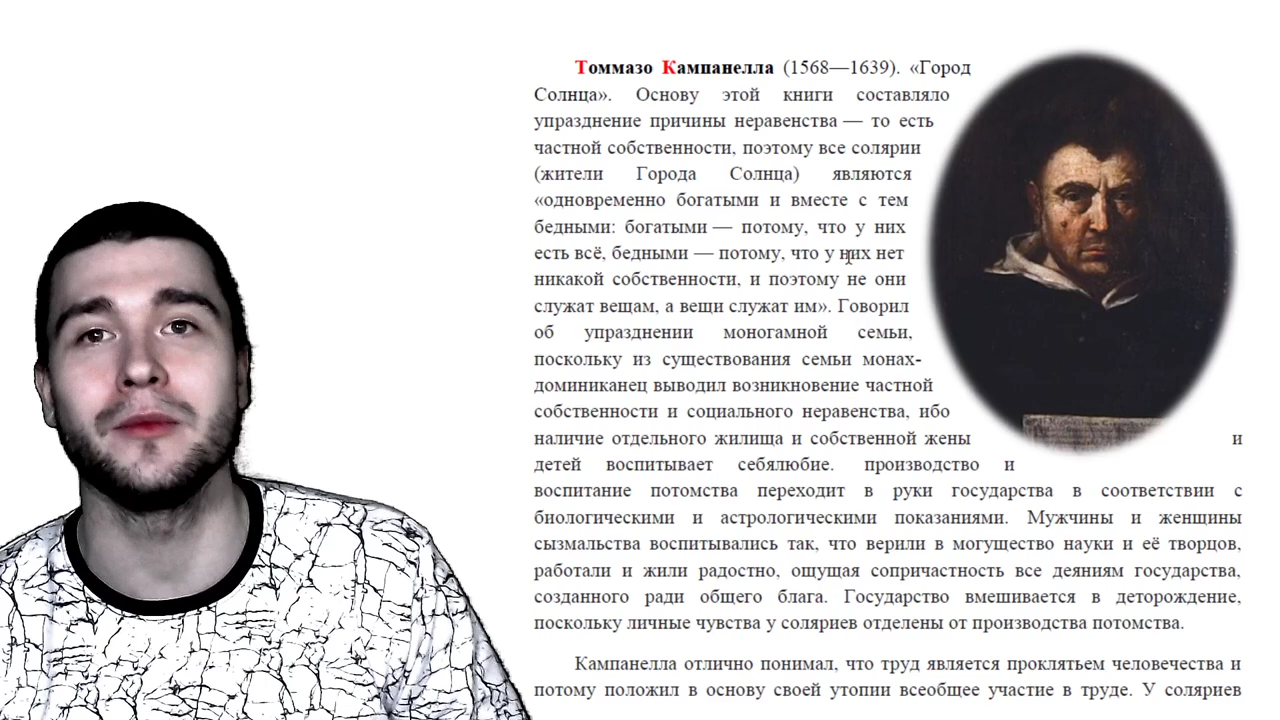 Томмазо Кампанелла (1568—1639). «Город
Солнца». Основу этой книги составляло
упразднение причины неравенства — то есть
частной собственности, поэтому все солярии
(жители Города Солнца) являются
«одновременно богатыми и вместе с тем
бедными: богатыми — потому, что у них
есть всё, бедными — потому, что у них нет
никакой собственности, и поэтому не они
служат вещам, а вещи служат им». Говорил
об упразднении моногамной семьи,
поскольку из существования семьи монах-
доминиканец выводил возникновение частной
собственности и социального неравенства, ибо
наличие отдельного жилища и собственной жены и
детей воспитывает себялюбие. производство и
воспитание потомства переходит в руки государства в соответствии с
биологическими и астрологическими показаниями. Мужчины и женщины
сызмальства воспитывались так, что верили в могущество науки и её творцов,
работали и жили радостно, ощущая сопричастность все деяниям государства,
созданного ради общего блага. Государство вмешивается в деторождение,
поскольку личные чувства у соляриев отделены от производства потомства.
Кампанелла отлично понимал, что труд является проклятьем человечества и
потому положил в основу своей утопии всеобщее участие в труде. У соляриев